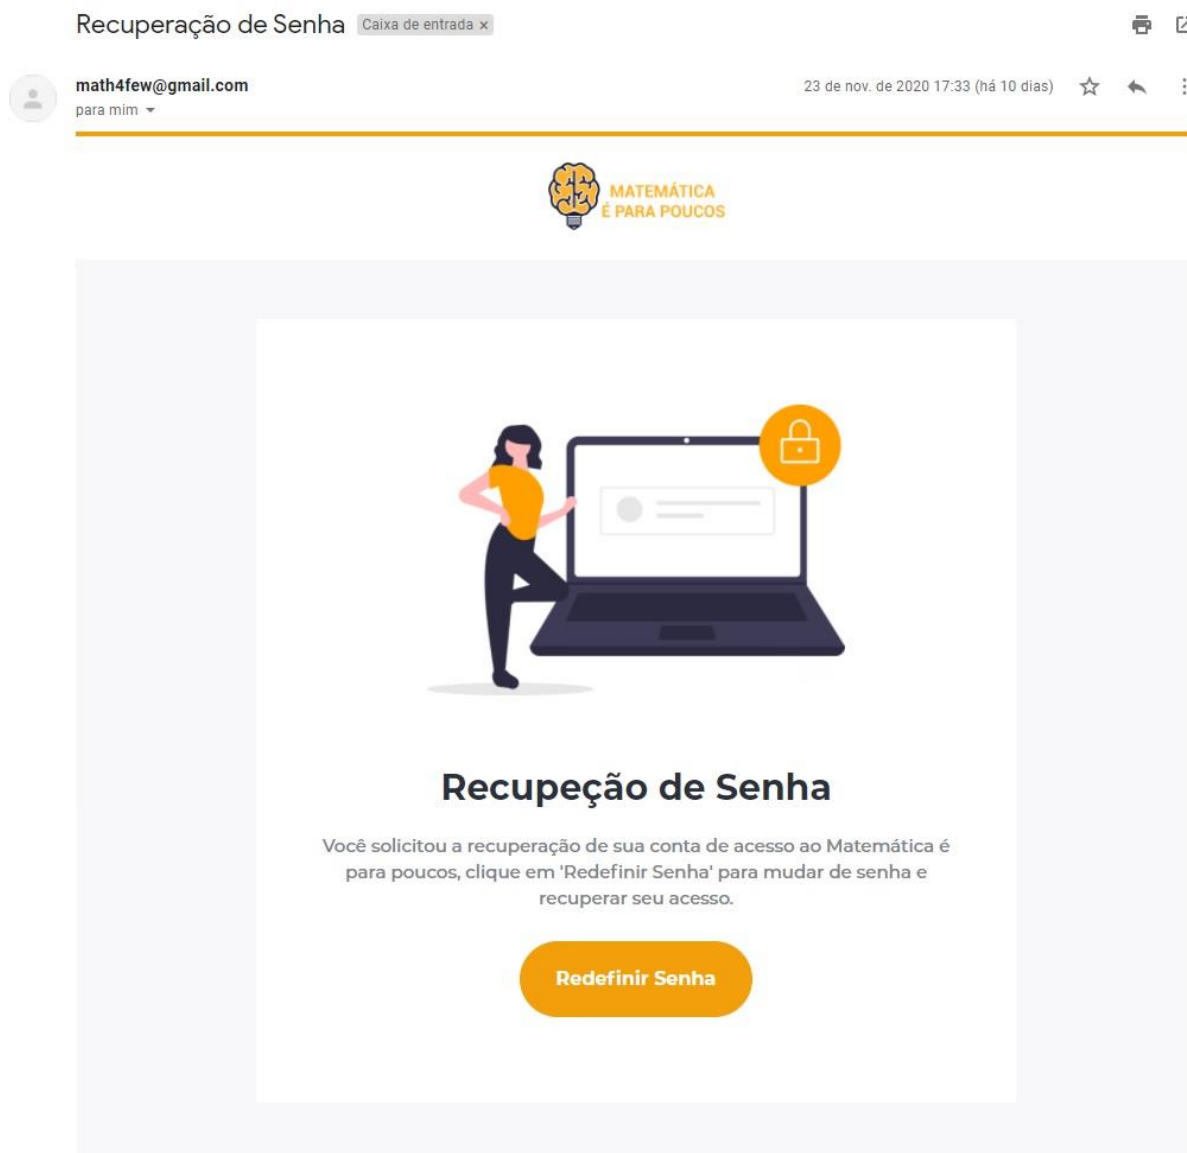 Recuperação de Senha Caixa de entrada x
math4few@gmail.com 23 de nov. de 2020 17:33 (há 10 dias)
para mim
MATEMÁTICA
É PARA POUCOS
Recupeção de Senha
Você solicitou a recuperação de sua conta de acesso ao Matemática é
para poucos, clique em 'Redefinir Senha' para mudar de senha e
recuperar seu acesso.
Redefinir Senha